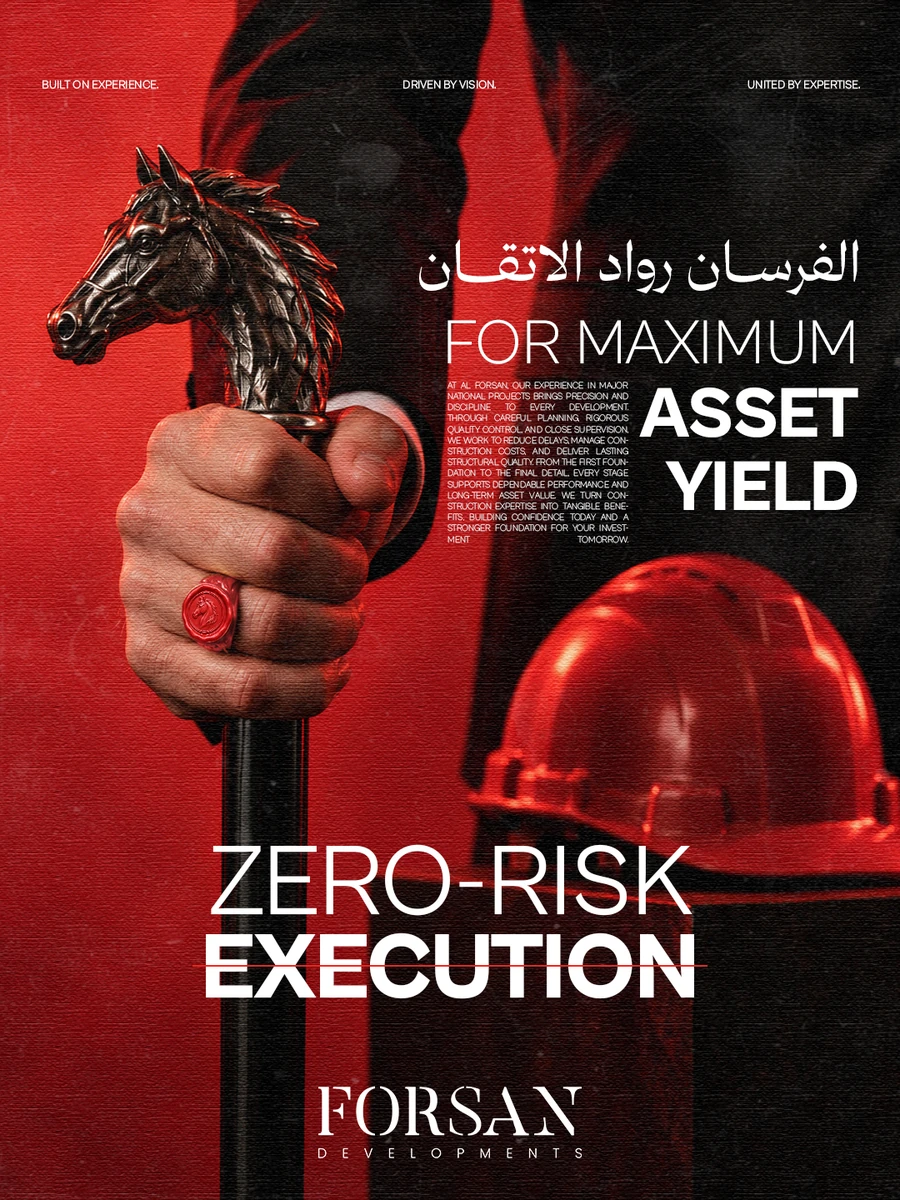 BUILT ON EXPERIENCE.
DRIVEN BY VISION.
UNITED BY EXPERTISE.
الفرسان رواد الاتقان
FOR MAXIMUM
ASSET
YIELD
AT AL FORSAN, OUR EXPERIENCE IN MAJOR
NATIONAL PROJECTS BRINGS PRECISION AND
DISCIPLINE TO EVERY DEVELOPMENT.
THROUGH CAREFUL PLANNING, RIGOROUS
QUALITY CONTROL, AND CLOSE SUPERVISION,
WE WORK TO REDUCE DELAYS, MANAGE CON-
STRUCTION COSTS, AND DELIVER LASTING
STRUCTURAL QUALITY. FROM THE FIRST FOUN-
DATION TO THE FINAL DETAIL, EVERY STAGE
SUPPORTS DEPENDABLE PERFORMANCE AND
LONG-TERM ASSET VALUE. WE TURN CON-
STRUCTION EXPERTISE INTO TANGIBLE BENE-
FITS, BUILDING CONFIDENCE TODAY AND A
STRONGER FOUNDATION FOR YOUR INVEST-
MENT TOMORROW.
ZERO-RISK
EXECUTION
FORSAN
DEVELOPMENTS